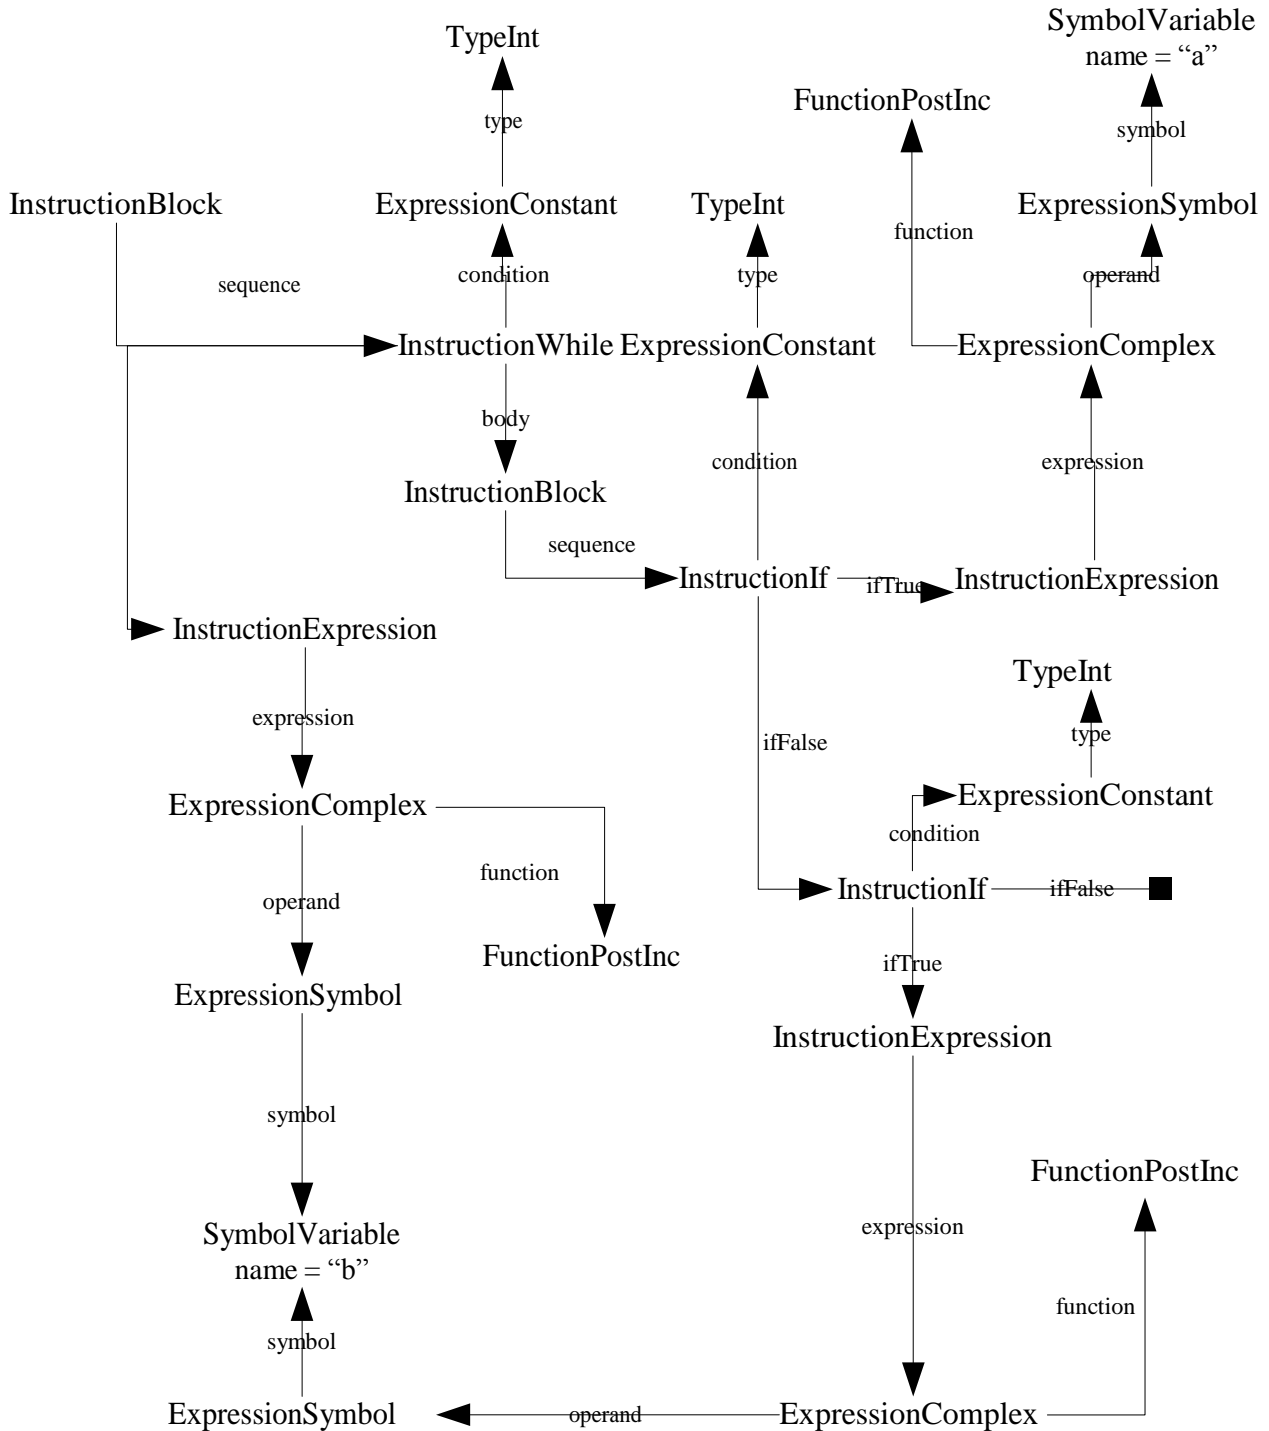 SymbolVariable
name = “a”
TypeInt
FunctionPostInc
type
symbol
InstructionBlock
ExpressionConstant
TypeInt
ExpressionSymbol
function
sequence
condition
type
operand
InstructionWhile
ExpressionConstant
ExpressionComplex
body
condition
expression
InstructionBlock
sequence
InstructionIf
ifTrue
InstructionExpression
InstructionExpression
TypeInt
expression
ifFalse
type
ExpressionComplex
ExpressionConstant
condition
function
InstructionIf
ifFalse
operand
FunctionPostInc
ifTrue
ExpressionSymbol
InstructionExpression
symbol
FunctionPostInc
SymbolVariable
name = “b”
expression
function
symbol
ExpressionSymbol
operand
ExpressionComplex